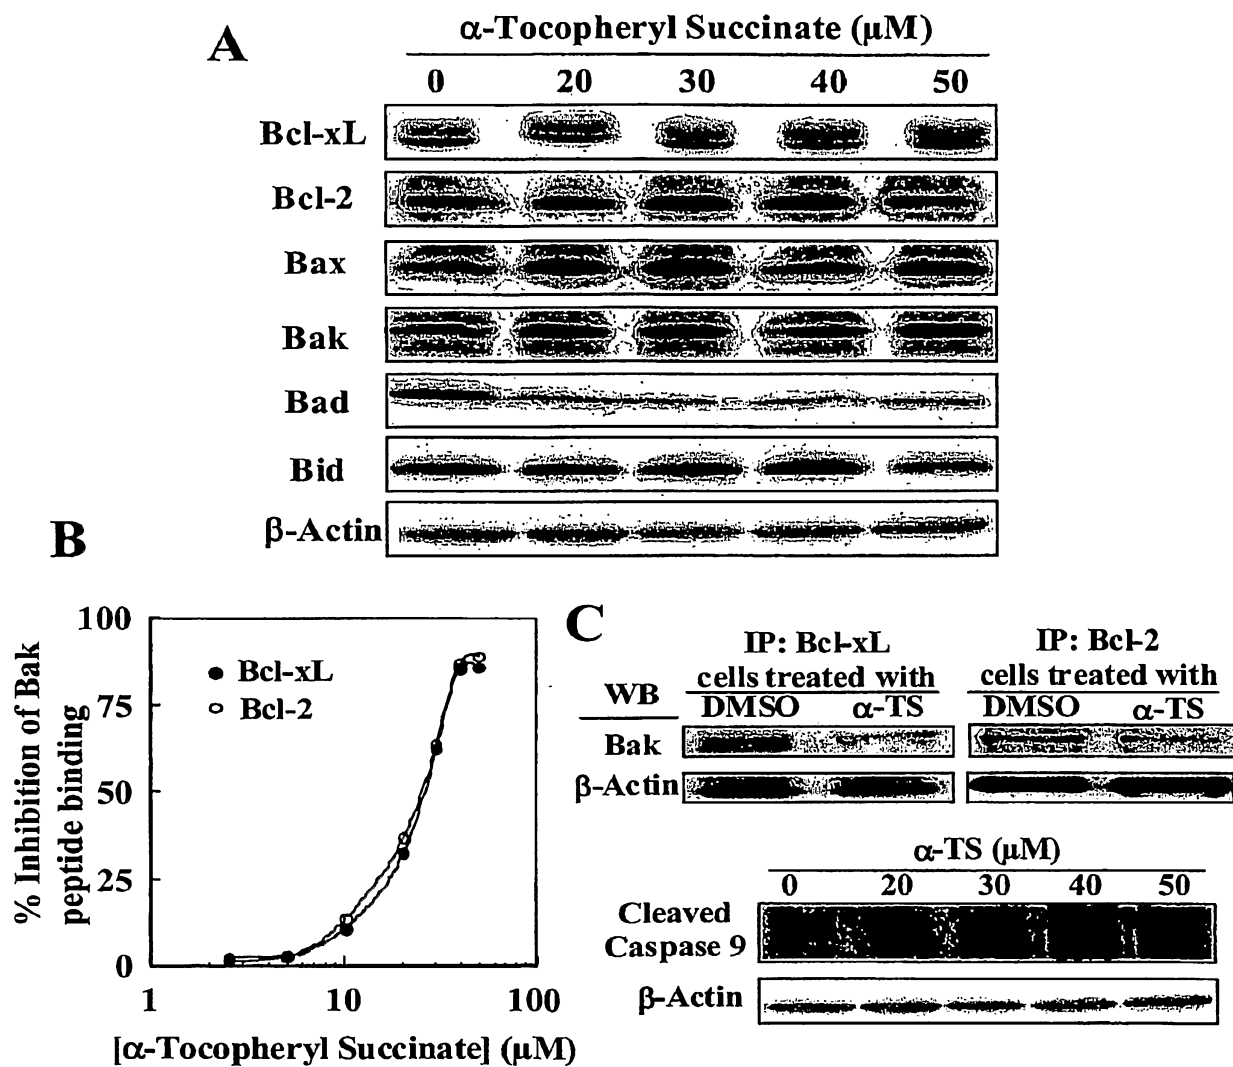 A
α-Tocopheryl Succinate (μM)
0 20 30 40 50
Bcl-xL
Bcl-2
Bax
Bak
Bad
Bid
β-Actin
B
100
75
50
25
0
1 10 100
% Inhibition of Bak
peptide binding
Bcl-xL
Bcl-2
[α-Tocopheryl Succinate] (μM)
C
IP: Bcl-xL
cells treated with
IP: Bcl-2
cells treated with
WB
DMSO α-TS DMSO α-TS
Bak
β-Actin
α-TS (μM)
0 20 30 40 50
Cleaved
Caspase 9
β-Actin